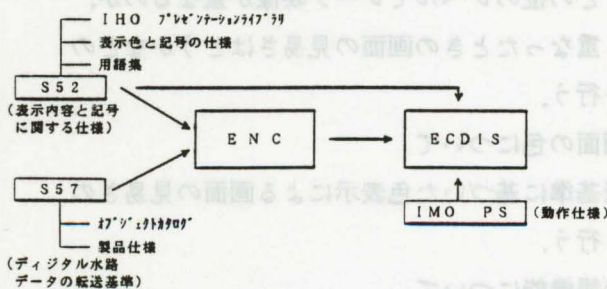 ＩＨＯ ﾌﾟﾚｾﾞﾝﾃｰｼｮﾝﾗｲﾌﾞﾗﾘ
表示色と記号の仕様
用語集
Ｓ５２
（表示内容と記号
に関する仕様）
ＥＮＣ
ＥＣＤＩＳ
Ｓ５７
ＩＭＯ ＰＳ
（動作仕様）
ｵﾌﾞｼﾞｪｸﾄｶﾀﾛｸﾞ
製品仕様
（ディジタル水路
データの転送基準）